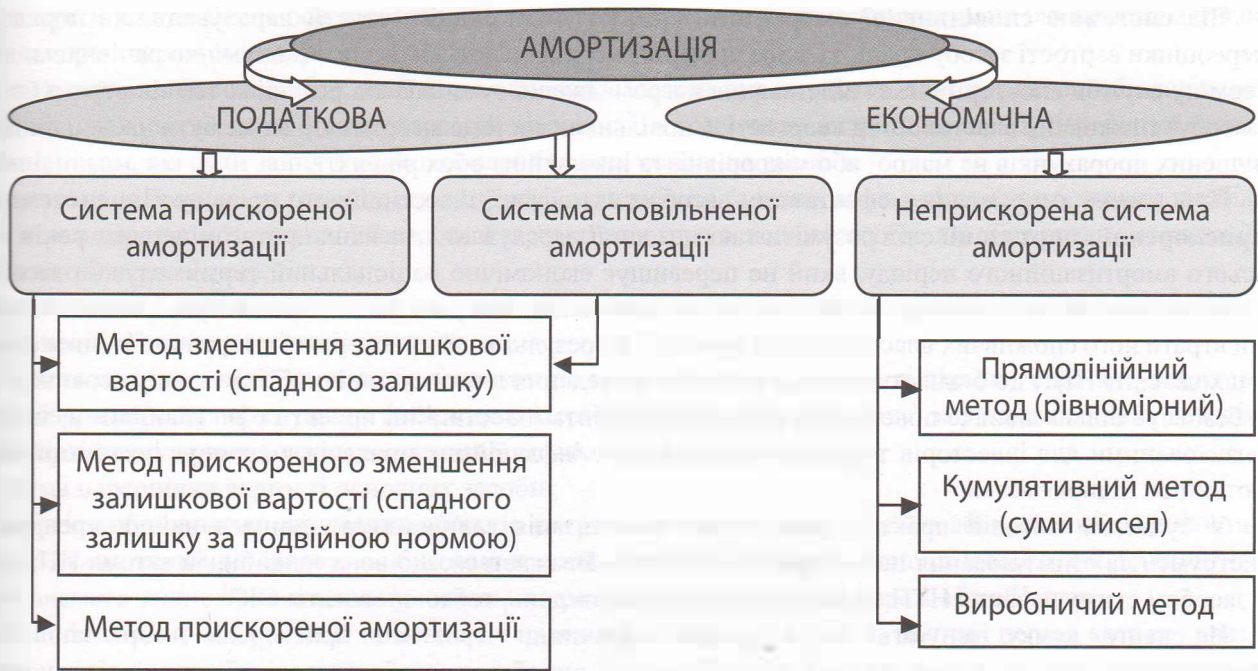 АМОРТИЗАЦІЯ
ПОДАТКОВА
ЕКОНОМІЧНА
Система прискореної
амортизації
Система сповільненої
амортизації
Неприскорена система
амортизації
Метод зменшення залишкової
вартості (спадного залишку)
Метод прискореного зменшення
залишкової вартості (спадного
залишку за подвійною нормою)
Метод прискореної амортизації
Прямолінійний
метод (рівномірний)
Кумулятивний метод
(суми чисел)
Виробничий метод